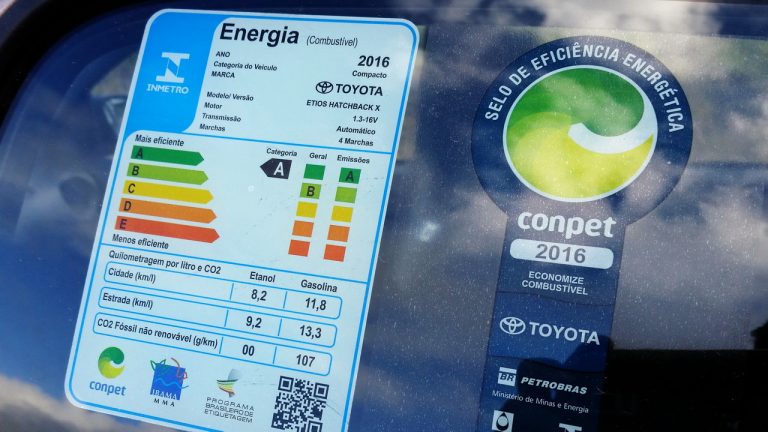 INMETRO
Energia (Combustível)
ANO 2016
Categoria do Veículo Compacto
MARCA TOYOTA
Modelo/ Versão ETIOS HATCHBACK X
Motor 1.3-16V
Transmissão Automático
Marchas 4 Marchas
Mais eficiente
Categoria Geral Emissões
A A A
B B B
C
D
E
Menos eficiente
Quilometragem por litro e CO2 Etanol Gasolina
Cidade (km/l) 8,2 11,8
Estrada (km/l) 9,2 13,3
CO2 Fóssil não renovável (g/km) 00 107
conpet
IBAMA
MMA
PROGRAMA
BRASILEIRO DE
ETIQUETAGEM
SELO DE EFICIÊNCIA ENERGÉTICA
conpet
2016
ECONOMIZE
COMBUSTÍVEL
TOYOTA
BR PETROBRAS
Ministério de Minas e Energia